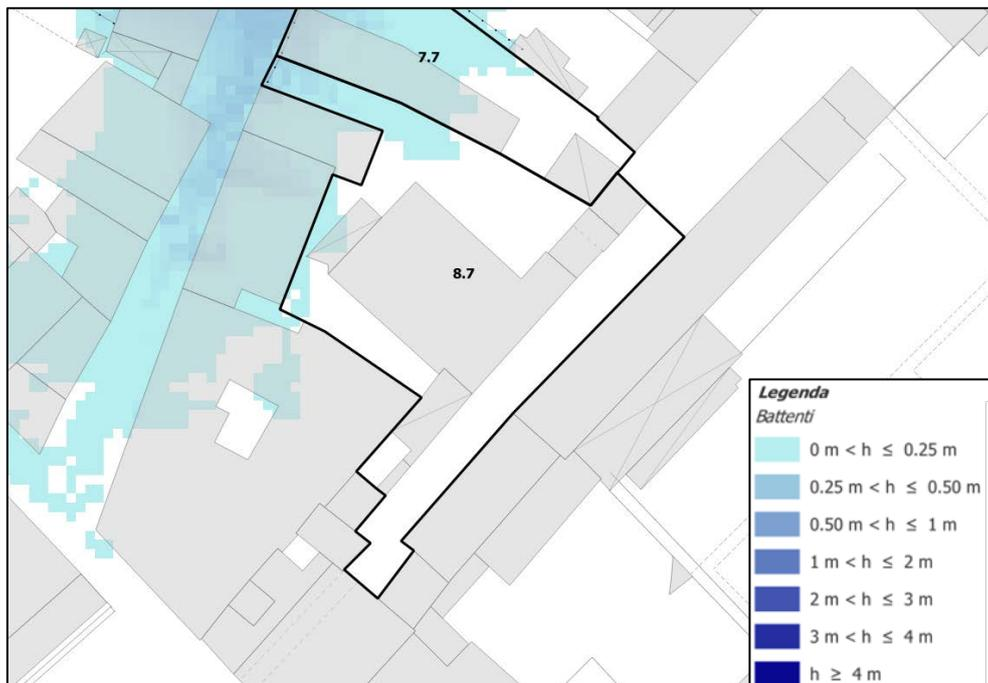 7.7
8.7
Legenda
Battenti
0 m < h ≤ 0.25 m
0.25 m < h ≤ 0.50 m
0.50 m < h ≤ 1 m
1 m < h ≤ 2 m
2 m < h ≤ 3 m
3 m < h ≤ 4 m
h ≥ 4 m